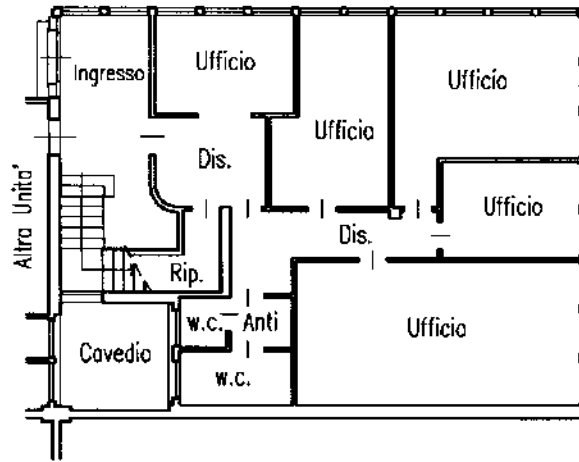 Ingresso
Ufficio
Ufficio
Ufficio
Dis.
Ufficio
Altra Unita'
Dis.
Rip.
w.c.
Anti
Ufficio
Cavedio
w.c.